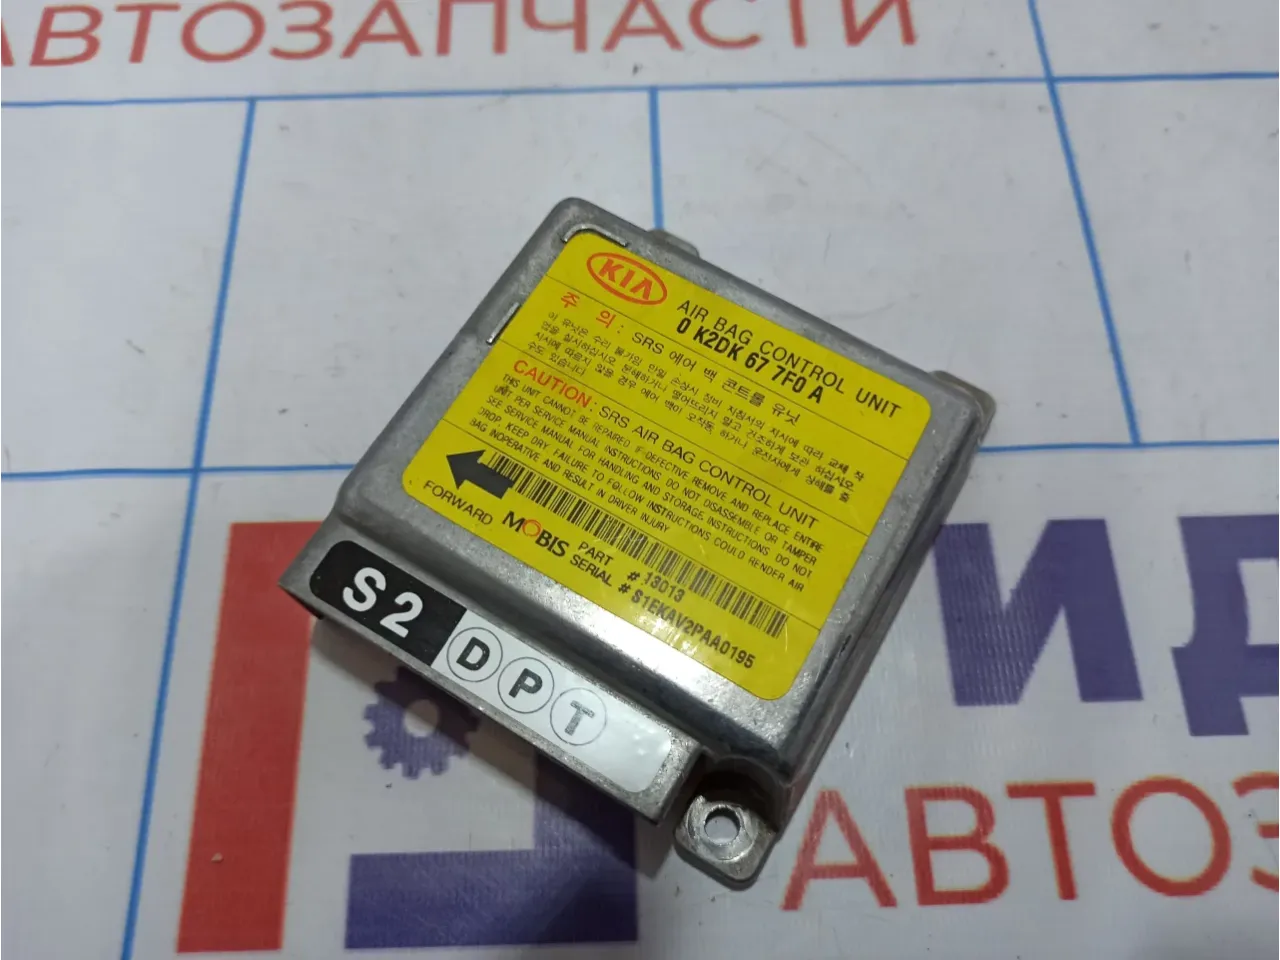 АВТОЗАПЧАСТИ
KIA
AIR BAG CONTROL UNIT
0 K2DK 67 7F0 A
주 의 : SRS 에어 백 콘트롤 유닛
CAUTION : SRS AIR BAG CONTROL UNIT
THIS UNIT CANNOT BE REPAIRED IF DEFECTIVE REMOVE AND REPLACE ENTIRE
UNIT PER SERVICE MANUAL INSTRUCTIONS DO NOT DISASSEMBLE OR TAMPER
SEE SERVICE MANUAL FOR HANDLING AND STORAGE INSTRUCTIONS DO NOT
DROP, KEEP DRY FAILURE TO FOLLOW INSTRUCTIONS COULD RENDER AIR
BAG INOPERATIVE AND RESULT IN DRIVER INJURY
FORWARD
MOBIS
PART # 13013
SERIAL # S1EKAV2PAA0195
S2 D P T
АВТОЗ